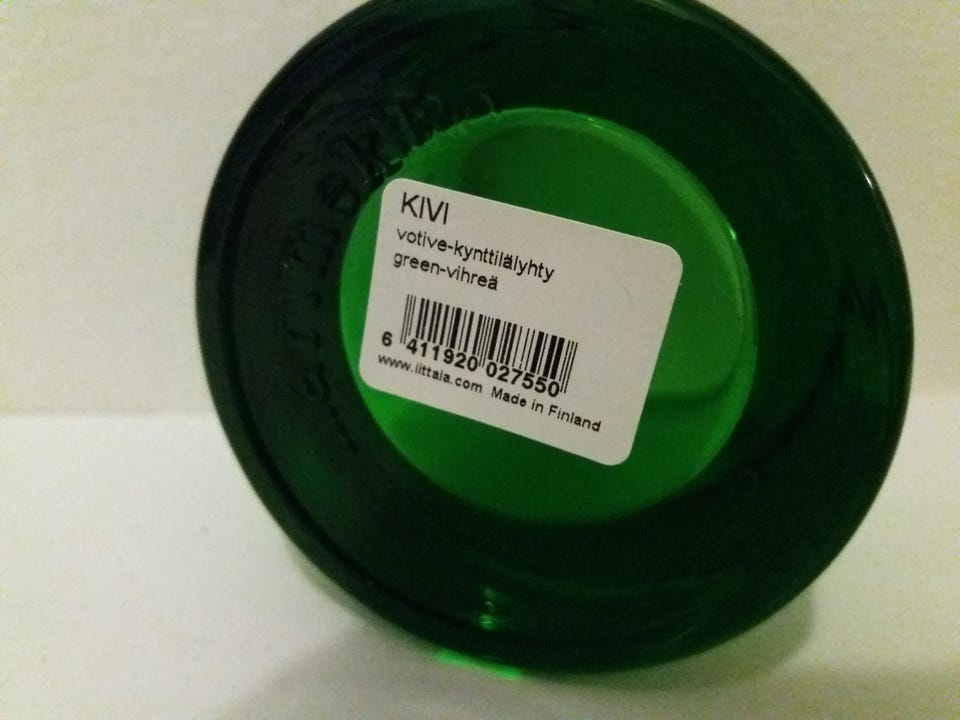 KIVI
votive-kynttilälyhty
green-vihreä
6 411920 027550
www.iittala.com Made in Finland